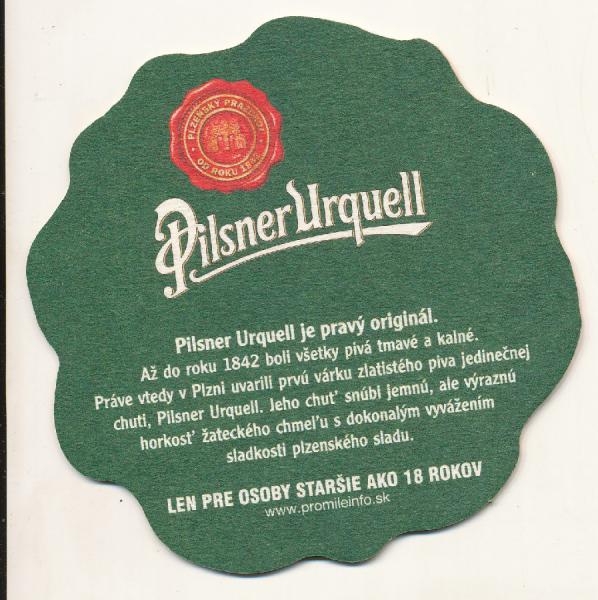 PLZEŇSKÝ PRAZDROJ
OD ROKU 1842
Pilsner Urquell
Pilsner Urquell je pravý originál.
Až do roku 1842 boli všetky pivá tmavé a kalné.
Práve vtedy v Plzni uvarili prvú várku zlatistého piva jedinečnej
chuti, Pilsner Urquell. Jeho chuť snúbi jemnú, ale výraznú
horkosť žateckého chmeľu s dokonalým vyvážením
sladkosti plzenského sladu.
LEN PRE OSOBY STARŠIE AKO 18 ROKOV
www.promileinfo.sk